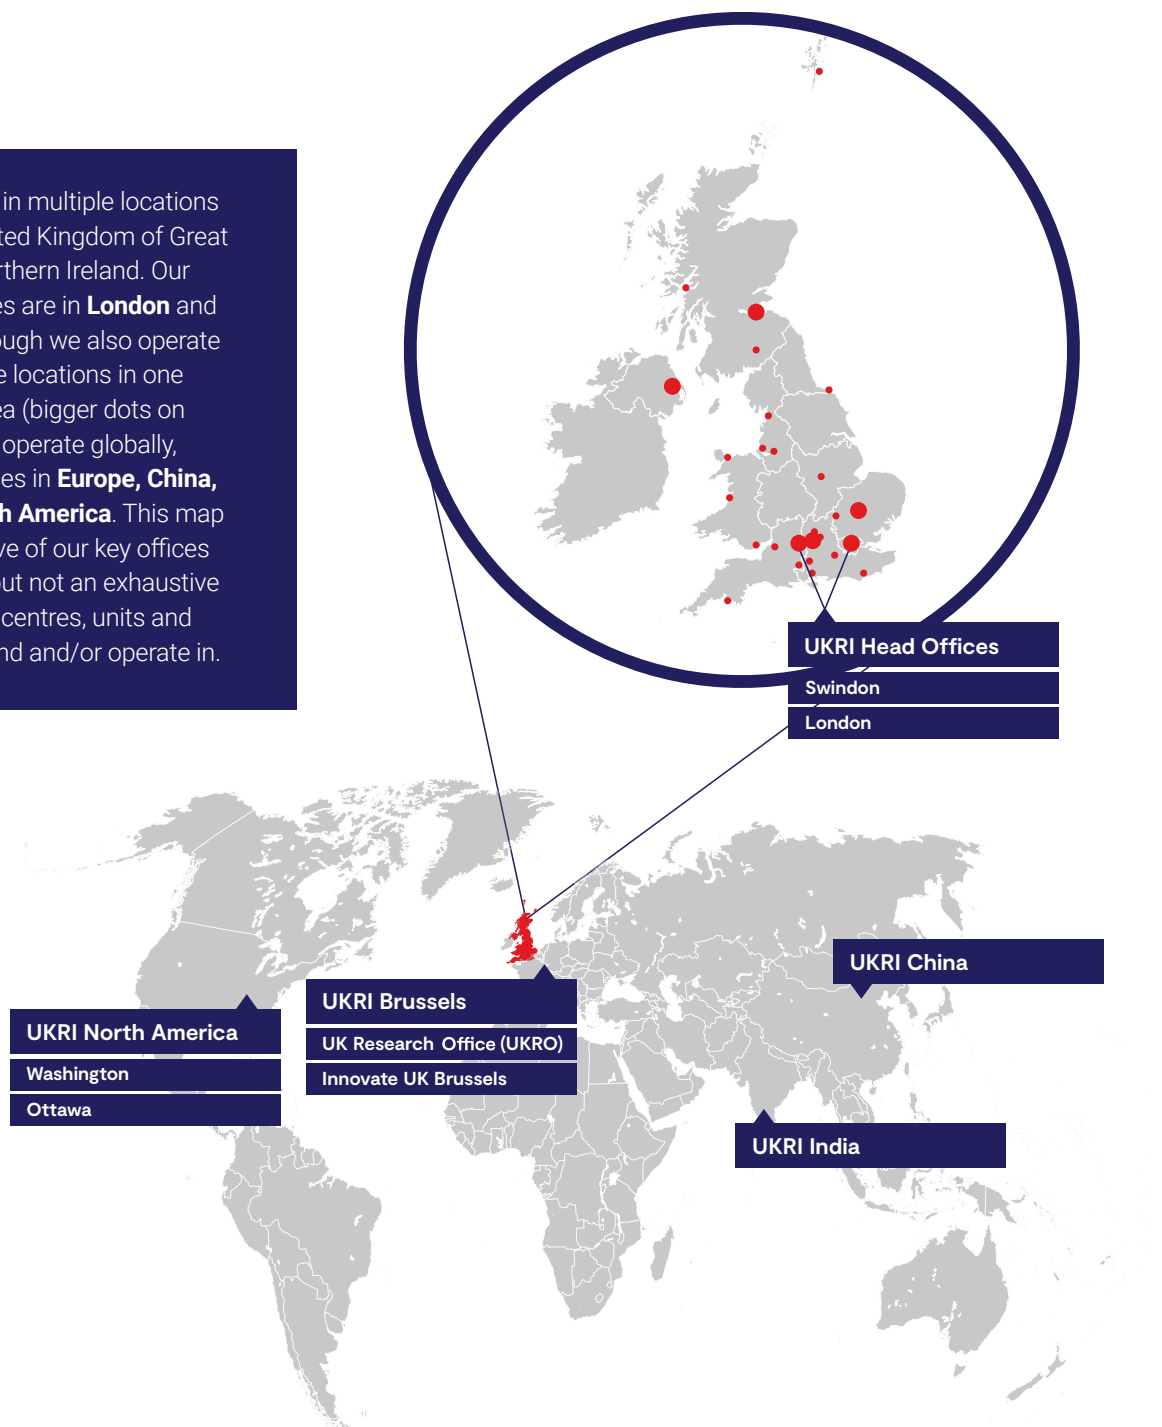 in multiple locations
ted Kingdom of Great
rthern Ireland. Our
es are in London and
ough we also operate
e locations in one
ea (bigger dots on
operate globally,
ces in Europe, China,
h America. This map
ve of our key offices
out not an exhaustive
centres, units and
nd and/or operate in.
UKRI Head Offices
Swindon
London
UKRI China
UKRI Brussels
UK Research Office (UKRO)
Innovate UK Brussels
UKRI North America
Washington
Ottawa
UKRI India